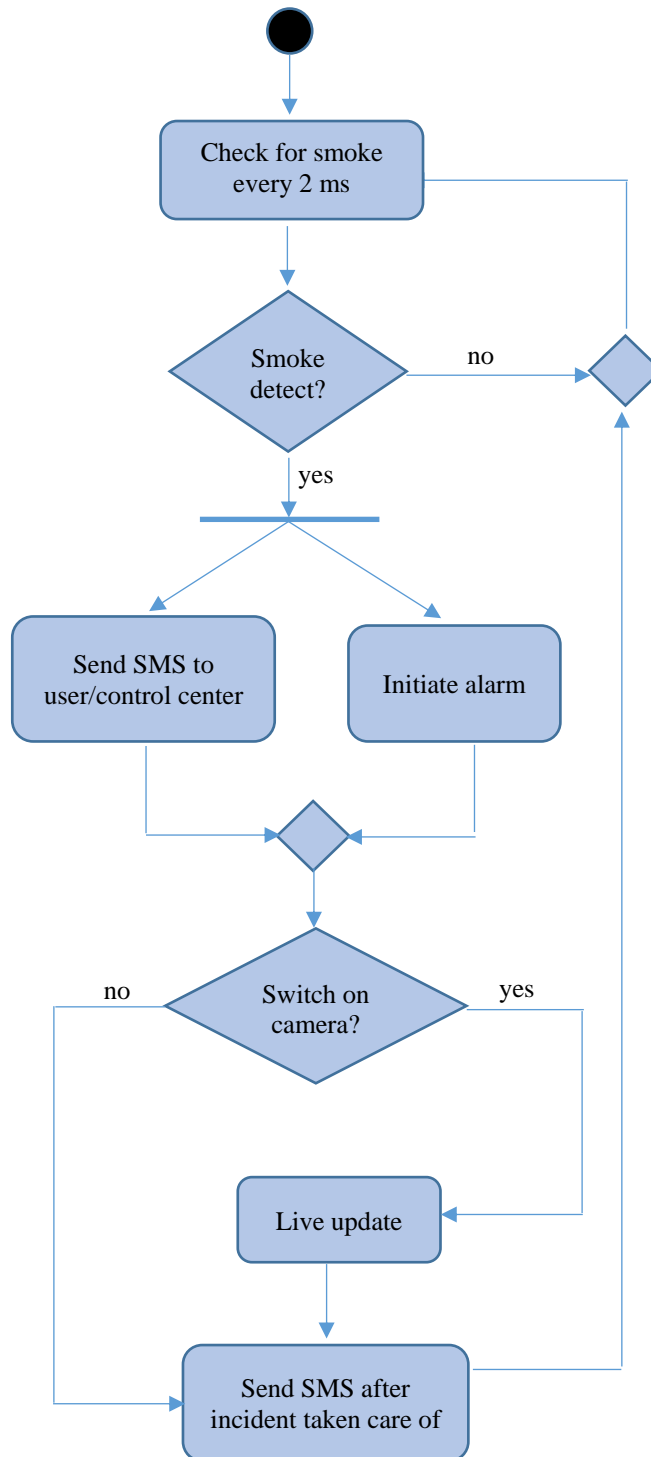 Check for smoke
every 2 ms
Smoke
detect?
no
yes
Send SMS to
user/control center
Initiate alarm
no
Switch on
camera?
yes
Live update
Send SMS after
incident taken care of